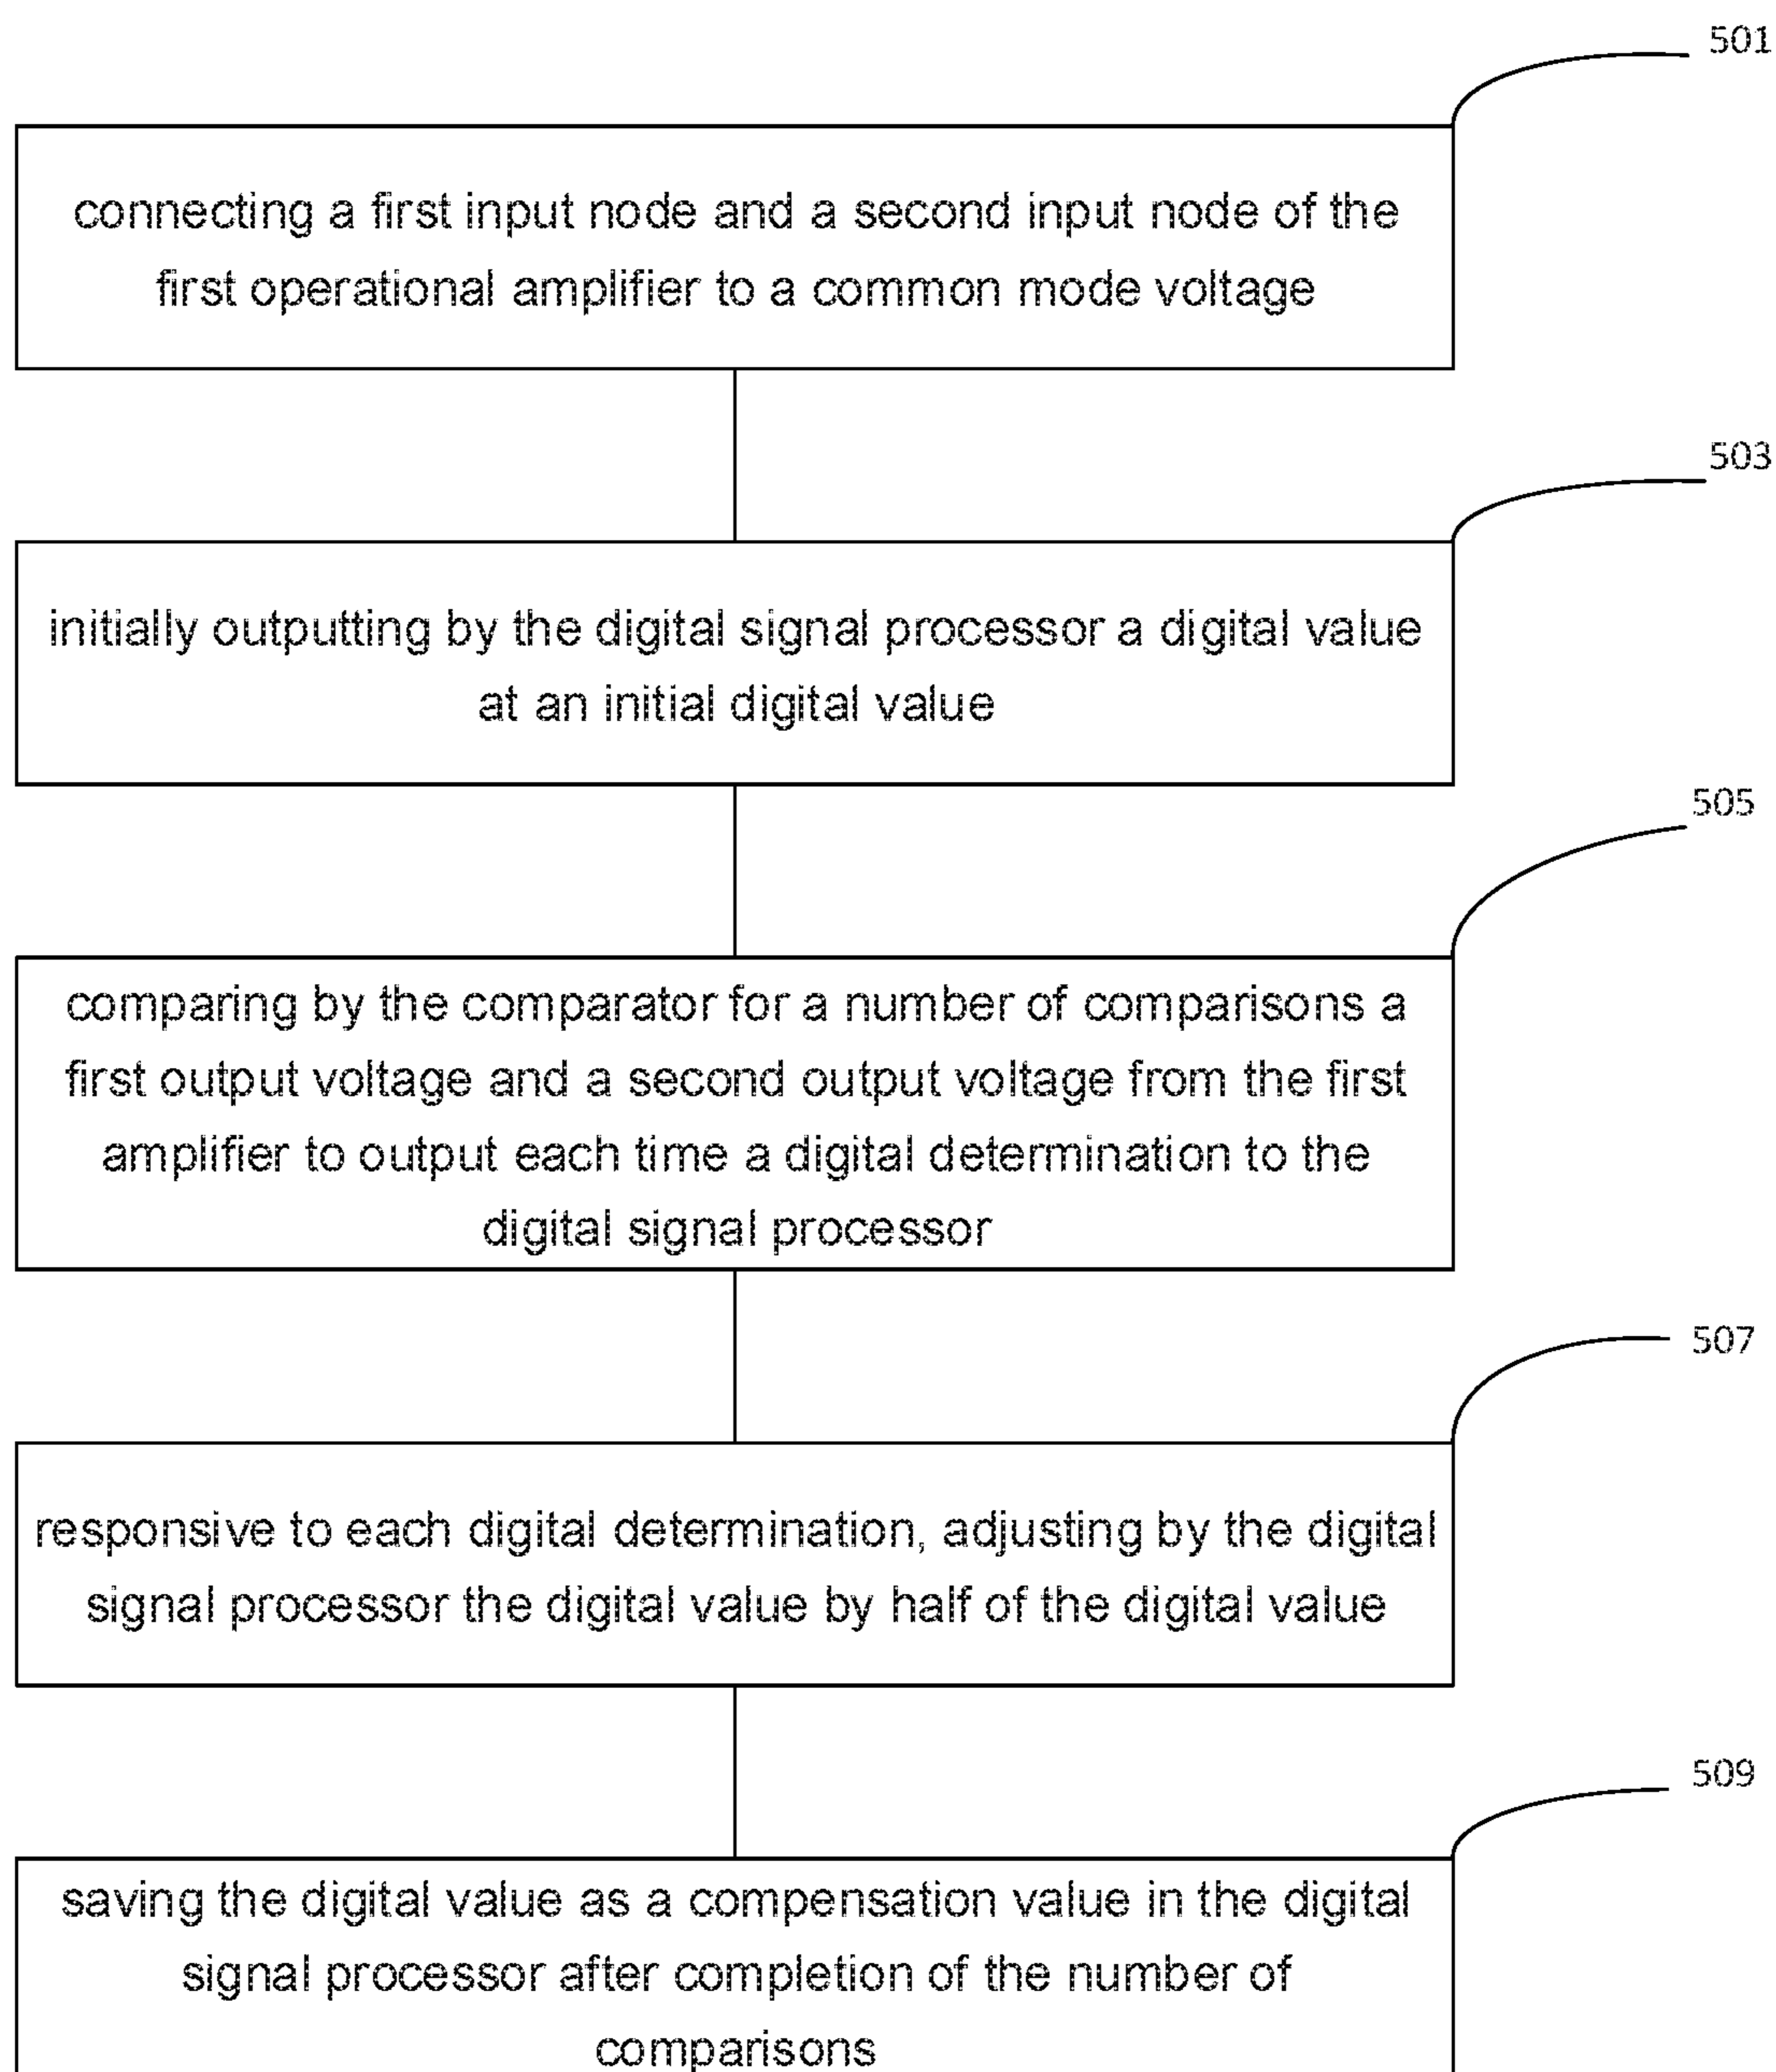 501
connecting a first input node and a second input node of the
first operational amplifier to a common mode voltage
503
initially outputting by the digital signal processor a digital value
at an initial digital value
505
comparing by the comparator for a number of comparisons a
first output voltage and a second output voltage from the first
amplifier to output each time a digital determination to the
digital signal processor
507
responsive to each digital determination, adjusting by the digital
signal processor the digital value by half of the digital value
509
saving the digital value as a compensation value in the digital
signal processor after completion of the number of
comparisons